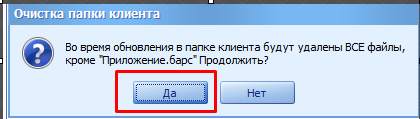 Очистка папки клиента
Во время обновления в папке клиента будут удалены ВСЕ файлы,
кроме "Приложение.барс" Продолжить?
Да Нет